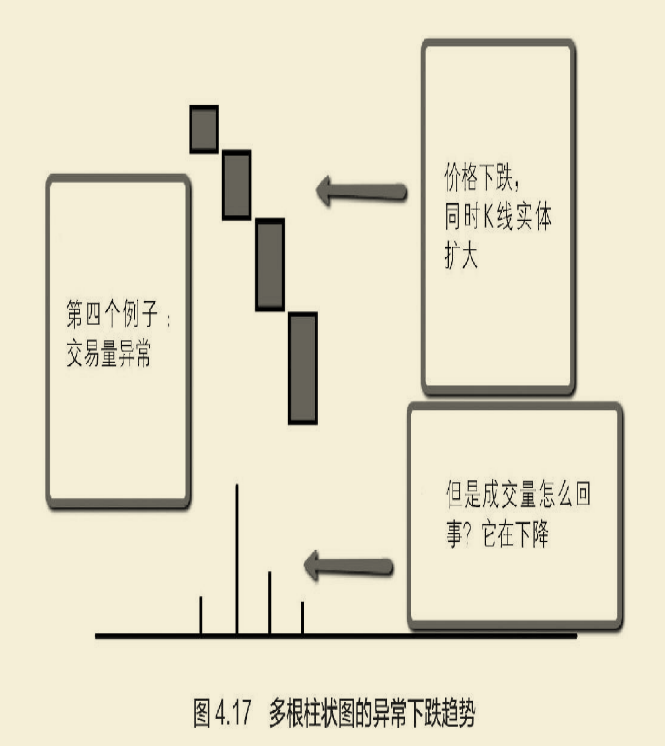 价格下跌，
同时K线实体
扩大
第四个例子：
交易量异常
但是成交量怎么回
事？它在下降
图 4.17 多根柱状图的异常下跌趋势